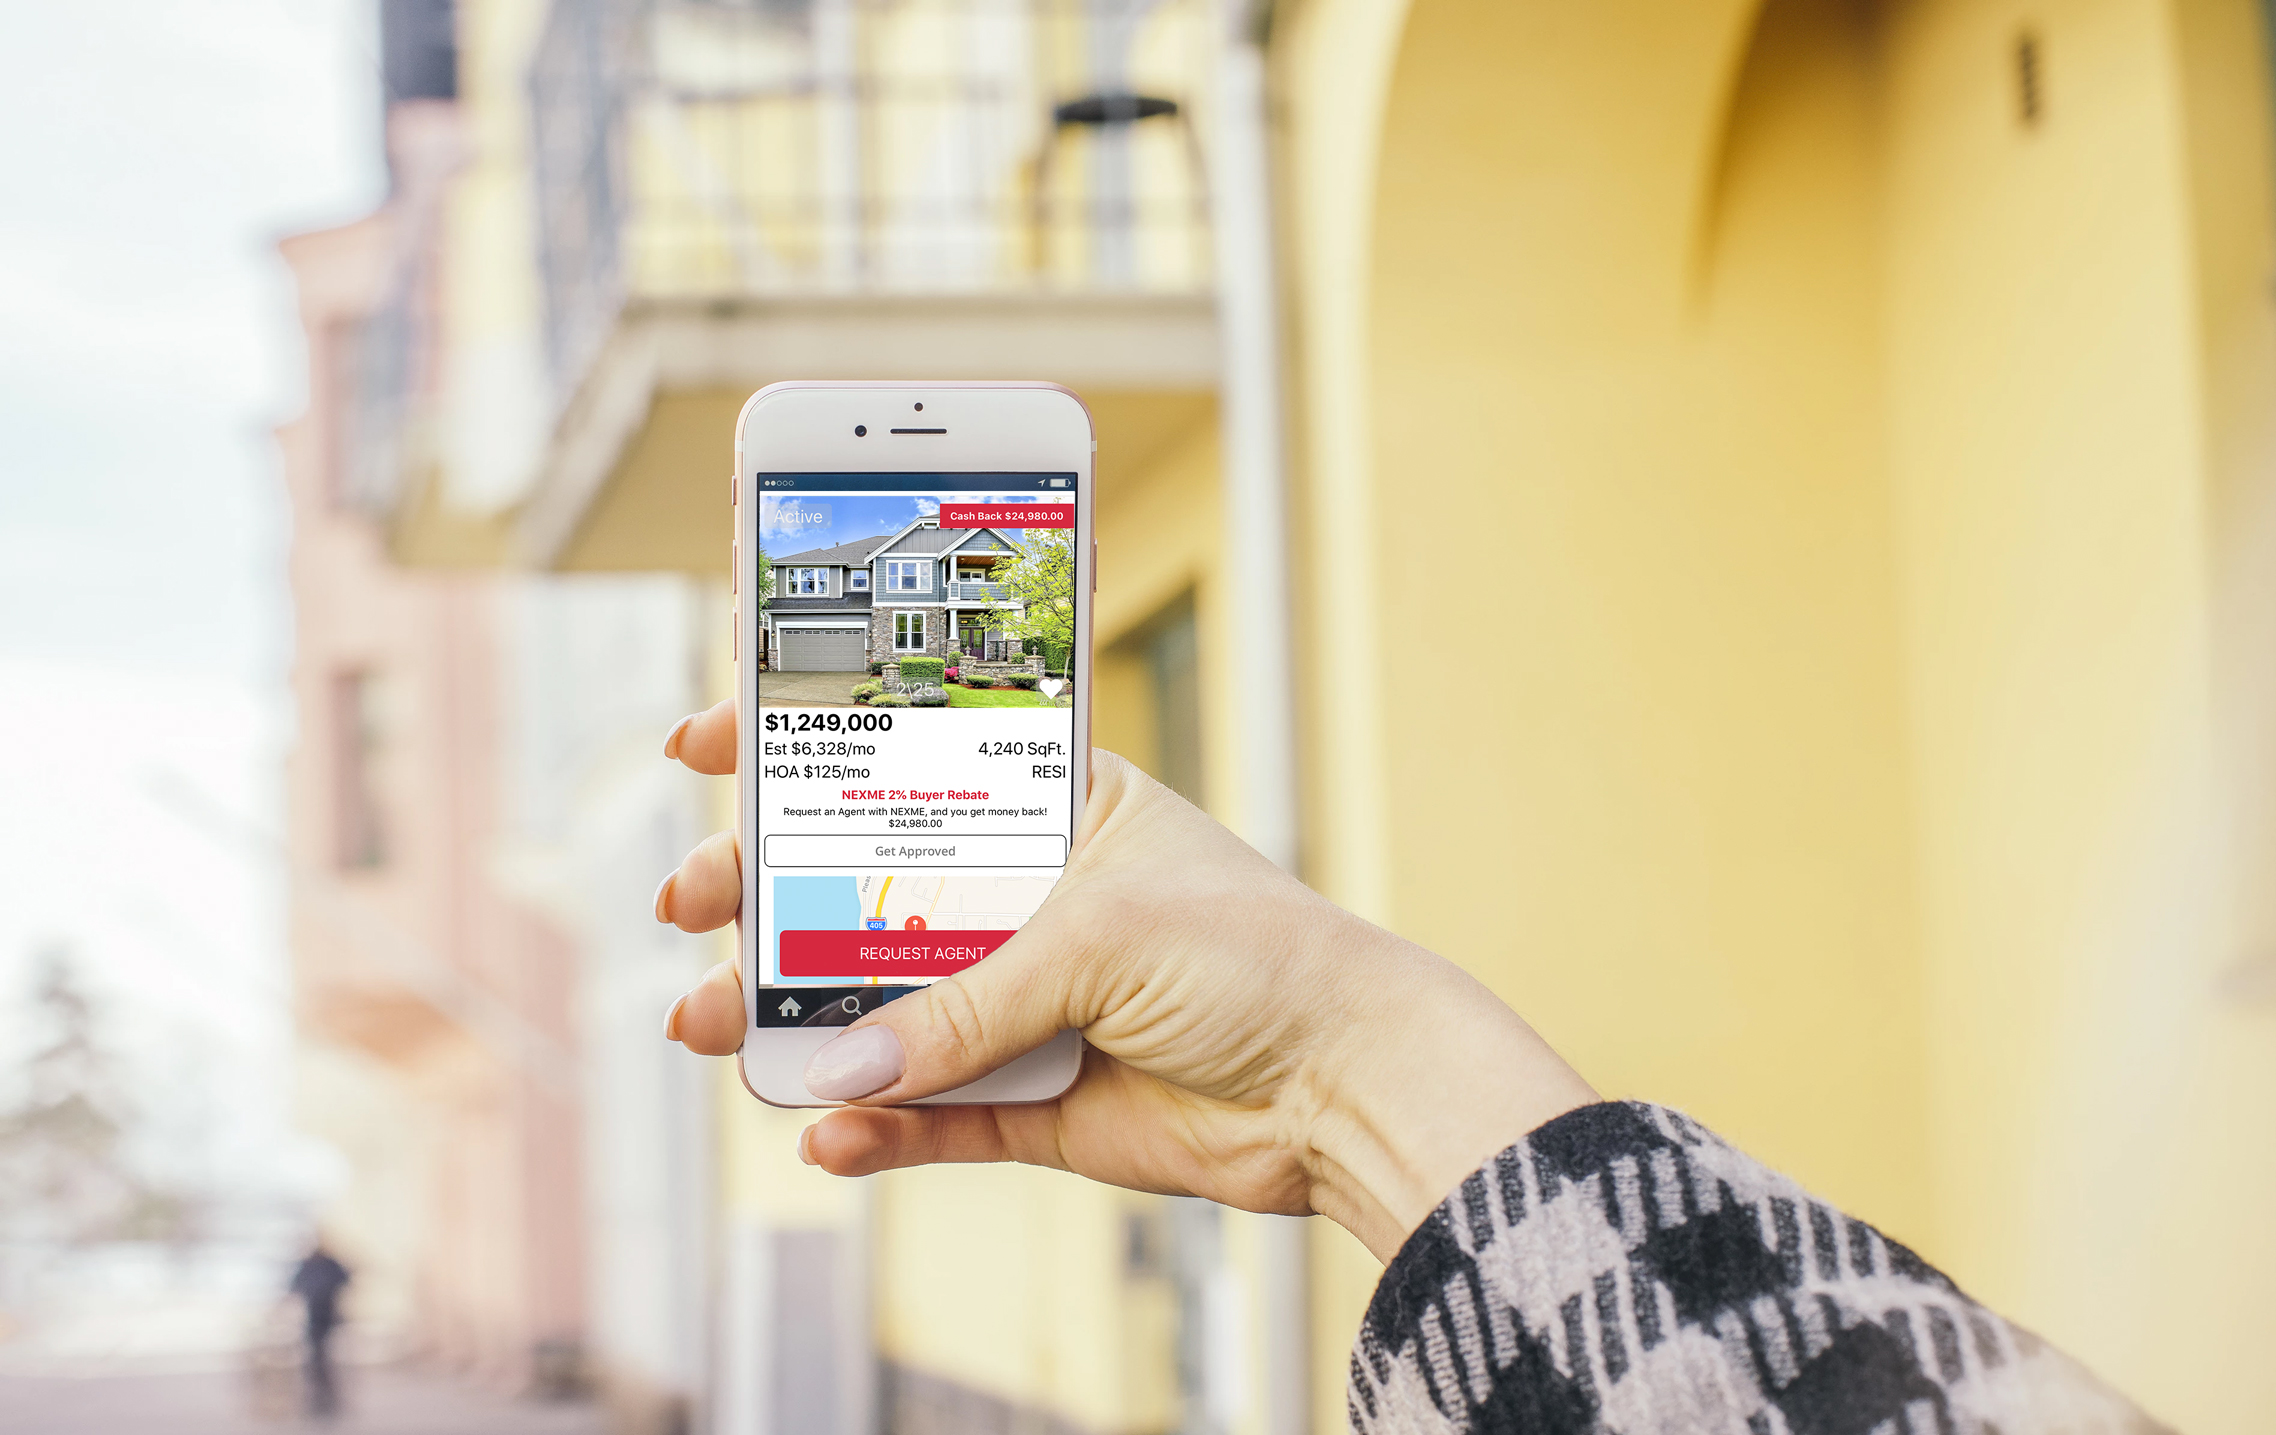 Active
Cash Back $24,980.00
2\25
$1,249,000
Est $6,328/mo
4,240 SqFt.
HOA $125/mo
RESI
NEXME 2% Buyer Rebate
Request an Agent with NEXME, and you get money back!
$24,980.00
Get Approved
Pleas
405
REQUEST AGENT